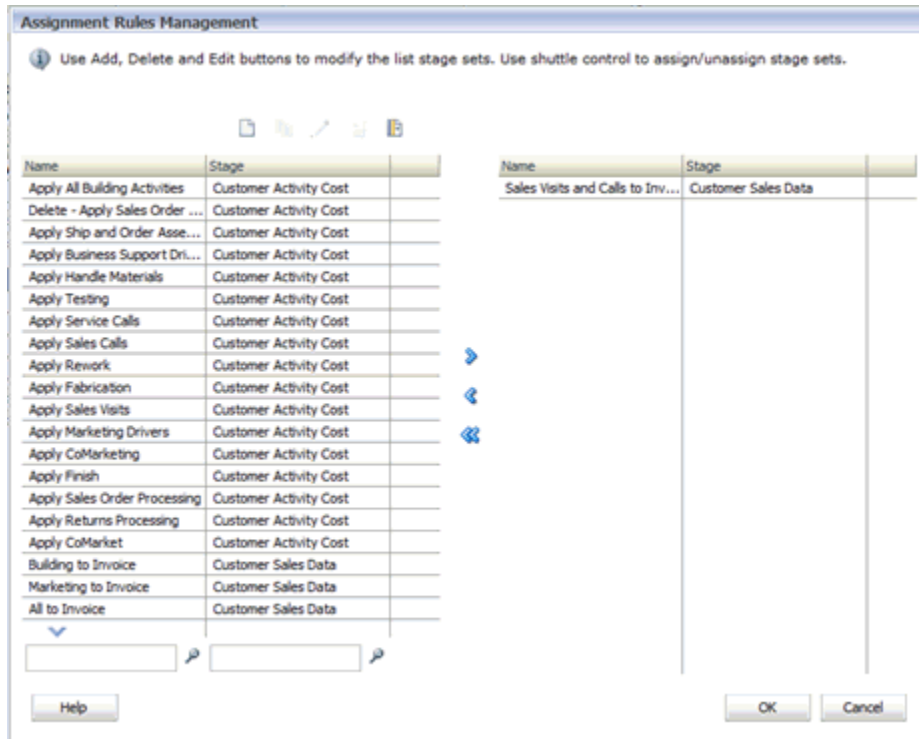 Assignment Rules Management
Use Add, Delete and Edit buttons to modify the list stage sets. Use shuttle control to assign/unassign stage sets.
Name Stage
Apply All Building Activities Customer Activity Cost
Delete - Apply Sales Order ... Customer Activity Cost
Apply Ship and Order Asse... Customer Activity Cost
Apply Business Support Dri... Customer Activity Cost
Apply Handle Materials Customer Activity Cost
Apply Testing Customer Activity Cost
Apply Service Calls Customer Activity Cost
Apply Sales Calls Customer Activity Cost
Apply Rework Customer Activity Cost
Apply Fabrication Customer Activity Cost
Apply Sales Visits Customer Activity Cost
Apply Marketing Drivers Customer Activity Cost
Apply CoMarketing Customer Activity Cost
Apply Finish Customer Activity Cost
Apply Sales Order Processing Customer Activity Cost
Apply Returns Processing Customer Activity Cost
Apply CoMarket Customer Activity Cost
Building to Invoice Customer Sales Data
Marketing to Invoice Customer Sales Data
All to Invoice Customer Sales Data
Name Stage
Sales Visits and Calls to Inv... Customer Sales Data
Help OK Cancel